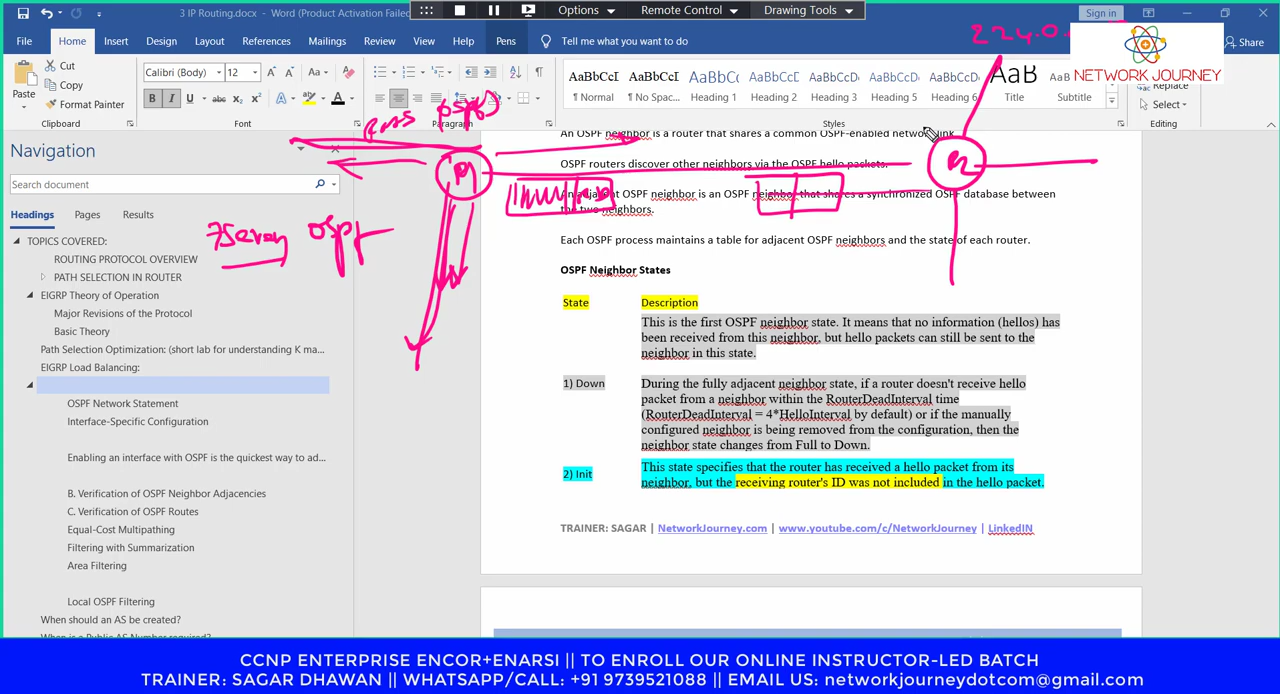 3 IP Routing.docx - Word (Product Activation Failed
Options
Remote Control
Drawing Tools
Sign in
File
Home
Insert
Design
Layout
References
Mailings
Review
View
Help
Pens
Tell me what you want to do
Share
224.0.
NETWORK JOURNEY
Paste
Cut
Copy
Format Painter
Clipboard
Calibri (Body)
12
Font
AaBbCcI
¶ Normal
AaBbCcI
¶ No Spac...
AaBbC(
Heading 1
AaBbCcI
Heading 2
AaBbCcI
Heading 3
AaBbCcI
Heading 5
AaBbCcI
Heading 6
AaB
Title
Subtitle
Styles
Replace
Select
Editing
Navigation
Search document
Headings
Pages
Results
TOPICS COVERED:
ROUTING PROTOCOL OVERVIEW
PATH SELECTION IN ROUTER
EIGRP Theory of Operation
Major Revisions of the Protocol
Basic Theory
Path Selection Optimization: (short lab for understanding K ma...
EIGRP Load Balancing:
OSPF Network Statement
Interface-Specific Configuration
Enabling an interface with OSPF is the quickest way to ad...
B. Verification of OSPF Neighbor Adjacencies
C. Verification of OSPF Routes
Equal-Cost Multipathing
Filtering with Summarization
Area Filtering
Local OSPF Filtering
When should an AS be created?
When is a Public AS Number required?
ospf
7Seven ospf
R1
R2
An OSPF neighbor is a router that shares a common OSPF-enabled network link.
OSPF routers discover other neighbors via the OSPF hello packets.
An adjacent OSPF neighbor is an OSPF neighbor that shares a synchronized OSPF database between
the two neighbors.
Each OSPF process maintains a table for adjacent OSPF neighbors and the state of each router.
OSPF Neighbor States
State Description
This is the first OSPF neighbor state. It means that no information (hellos) has
been received from this neighbor, but hello packets can still be sent to the
neighbor in this state.
1) Down During the fully adjacent neighbor state, if a router doesn't receive hello
packet from a neighbor within the RouterDeadInterval time
(RouterDeadInterval = 4*HelloInterval by default) or if the manually
configured neighbor is being removed from the configuration, then the
neighbor state changes from Full to Down.
2) Init This state specifies that the router has received a hello packet from its
neighbor, but the receiving router's ID was not included in the hello packet.
TRAINER: SAGAR | NetworkJourney.com | www.youtube.com/c/NetworkJourney | LinkedIN
CCNP ENTERPRISE ENCOR+ENARSI || TO ENROLL OUR ONLINE INSTRUCTOR-LED BATCH
TRAINER: SAGAR DHAWAN || WHATSAPP/CALL: +91 9739521088 || EMAIL US: networkjourneydotcom@gmail.com